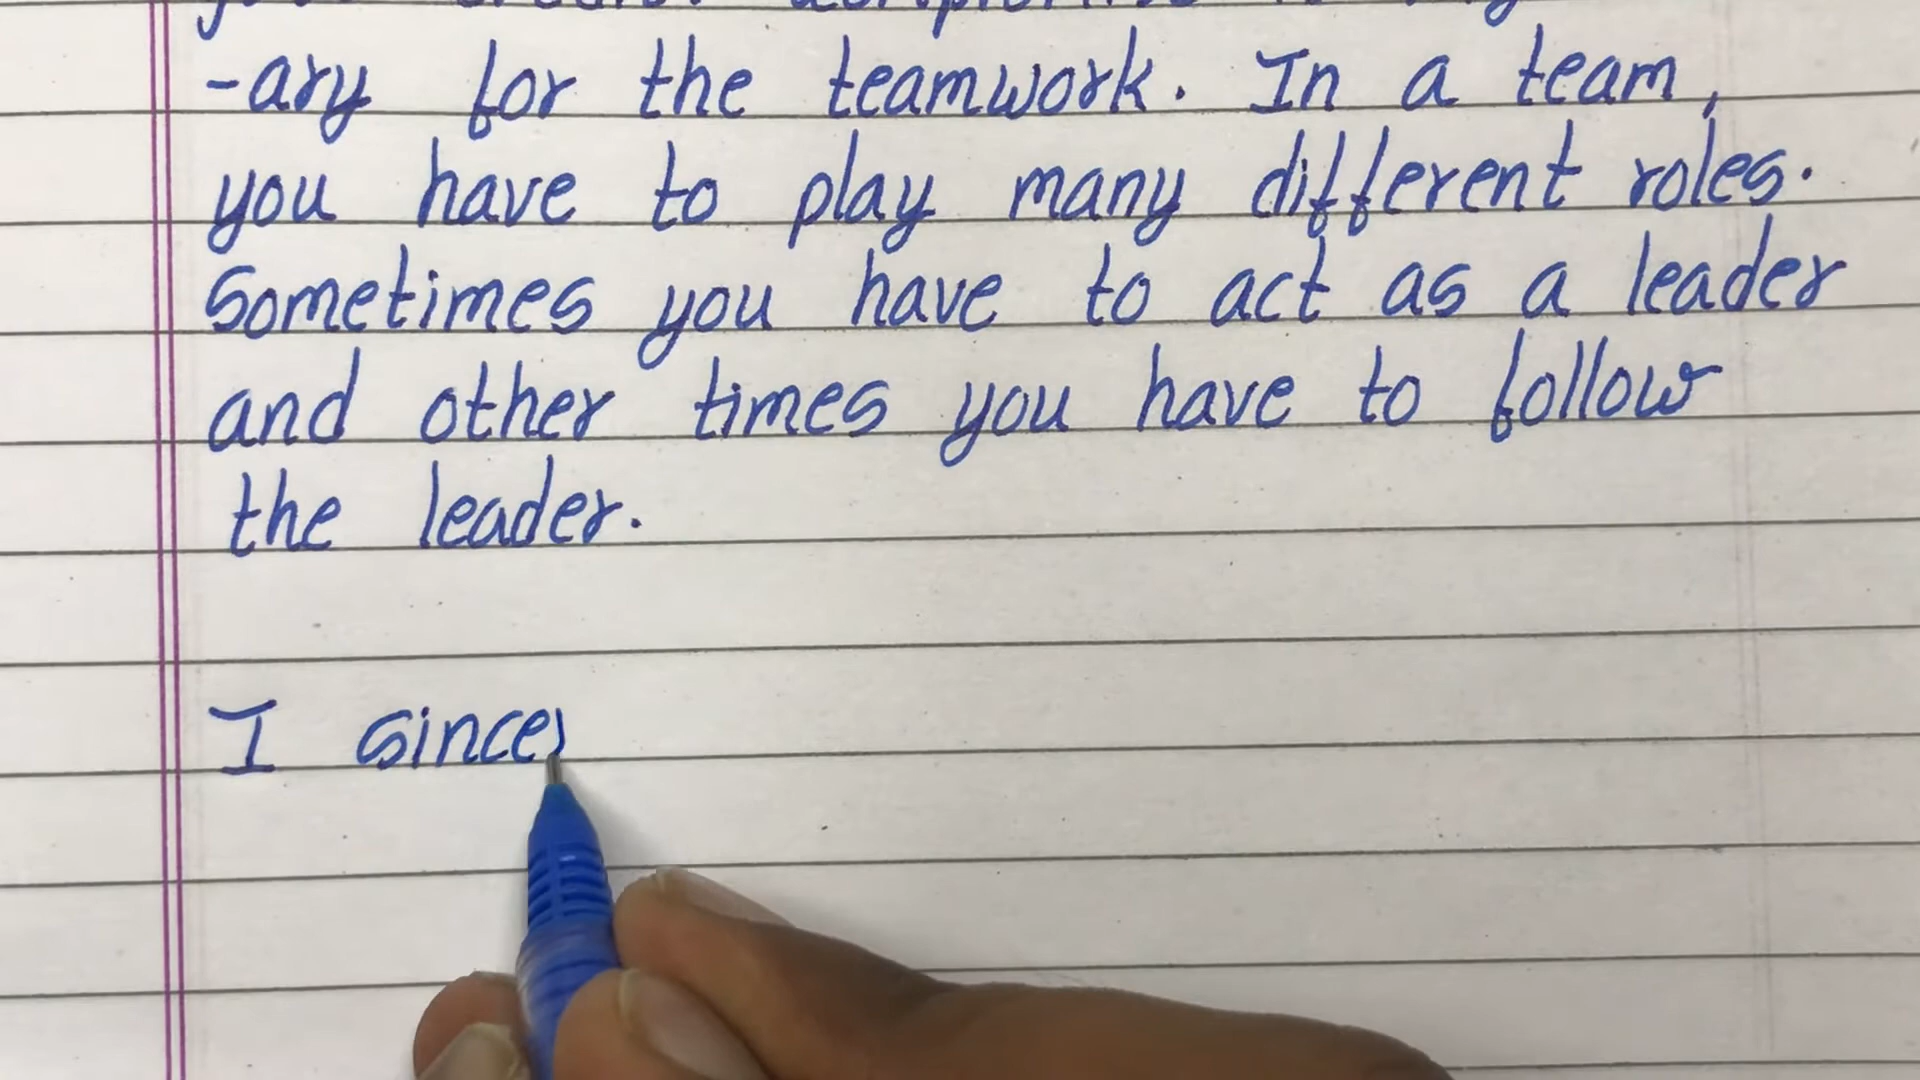 -ary for the teamwork. In a team,
you have to play many different roles.
Sometimes you have to act as a leader
and other times you have to follow
the leader.
I since